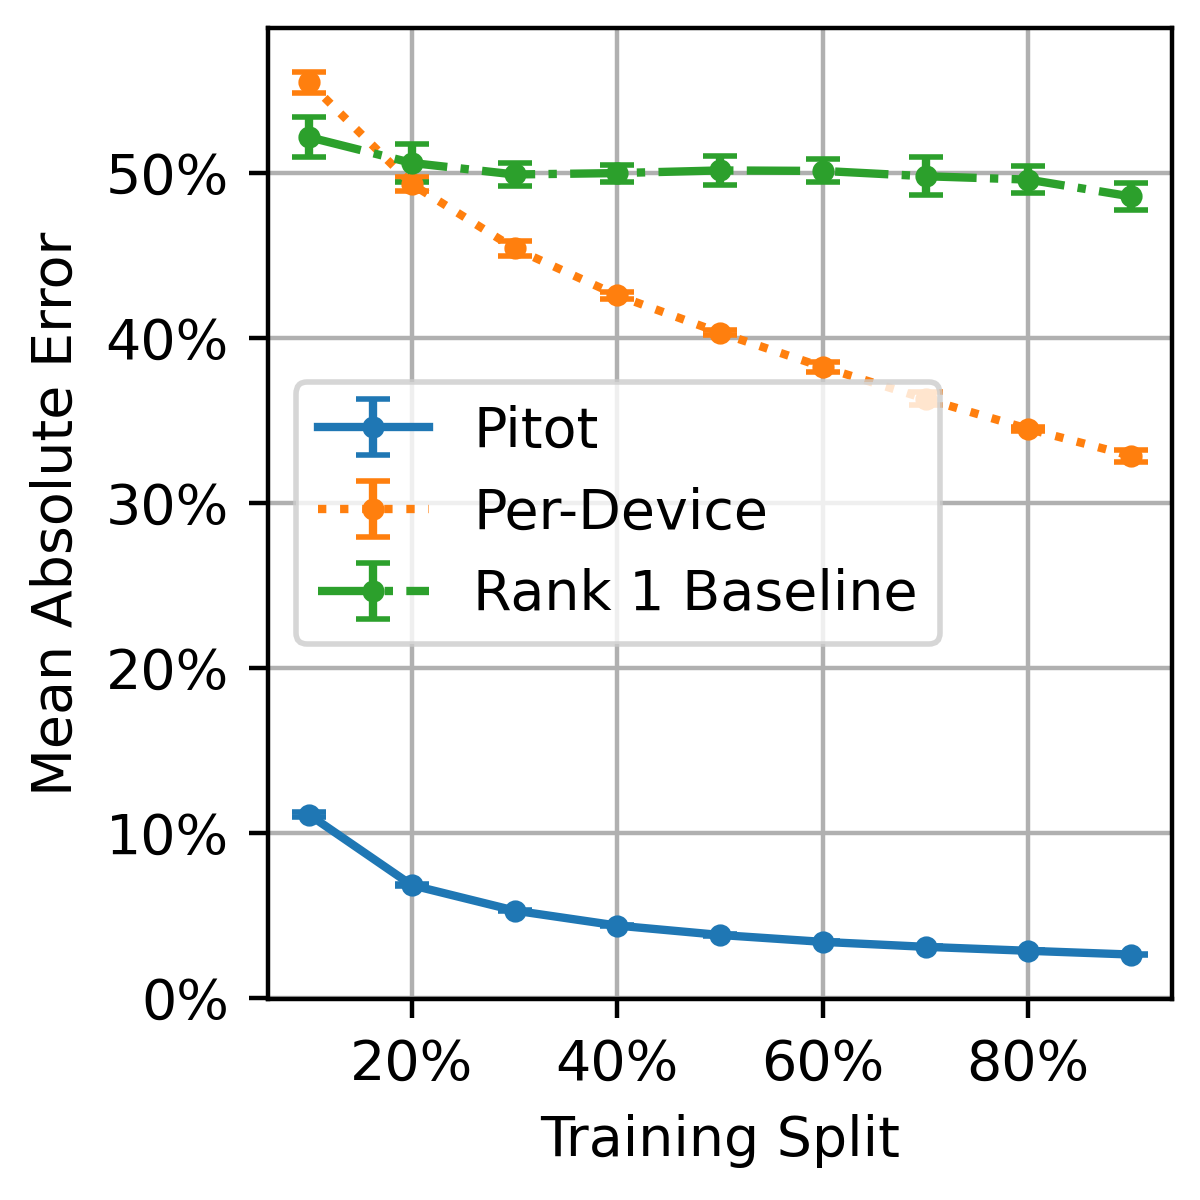 Mean Absolute Error
50%
40%
30%
20%
10%
0%
Pitot
Per-Device
Rank 1 Baseline
20% 40% 60% 80%
Training Split